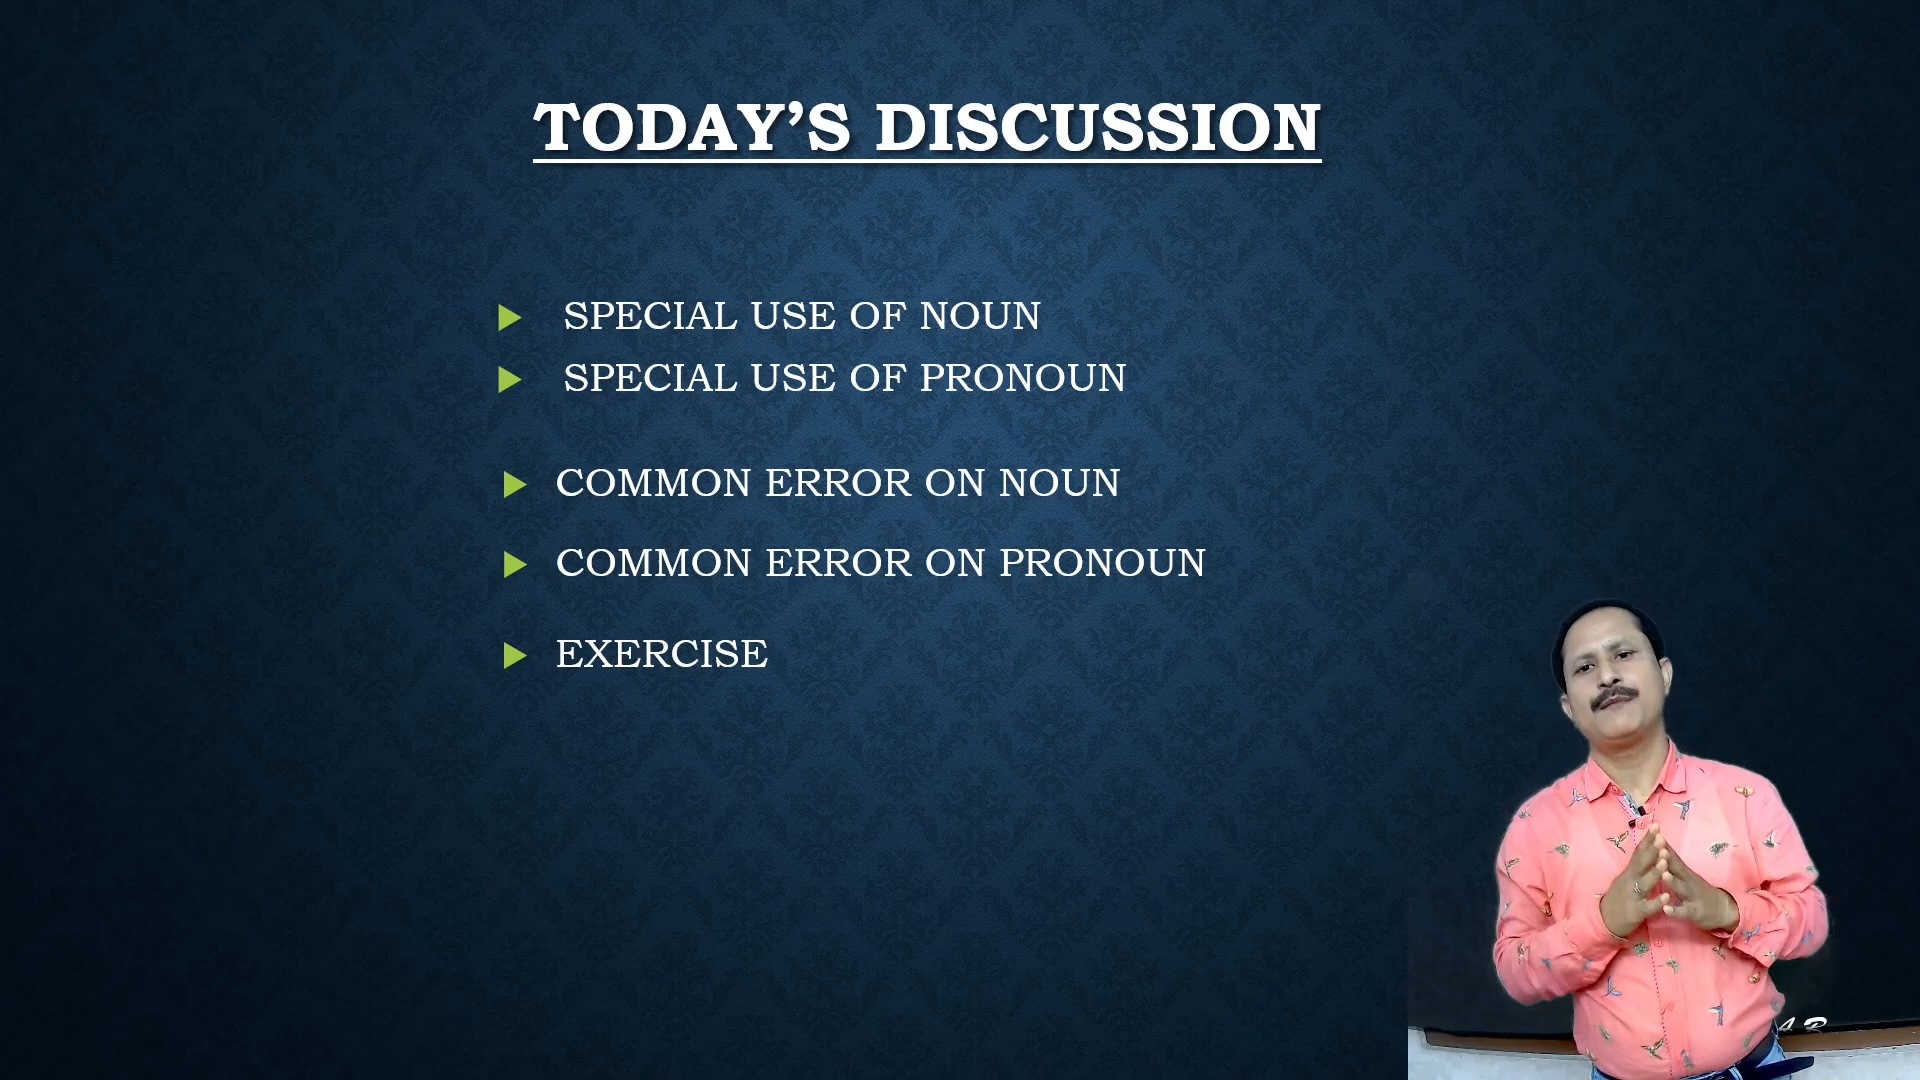 TODAY’S DISCUSSION
SPECIAL USE OF NOUN
SPECIAL USE OF PRONOUN
COMMON ERROR ON NOUN
COMMON ERROR ON PRONOUN
EXERCISE